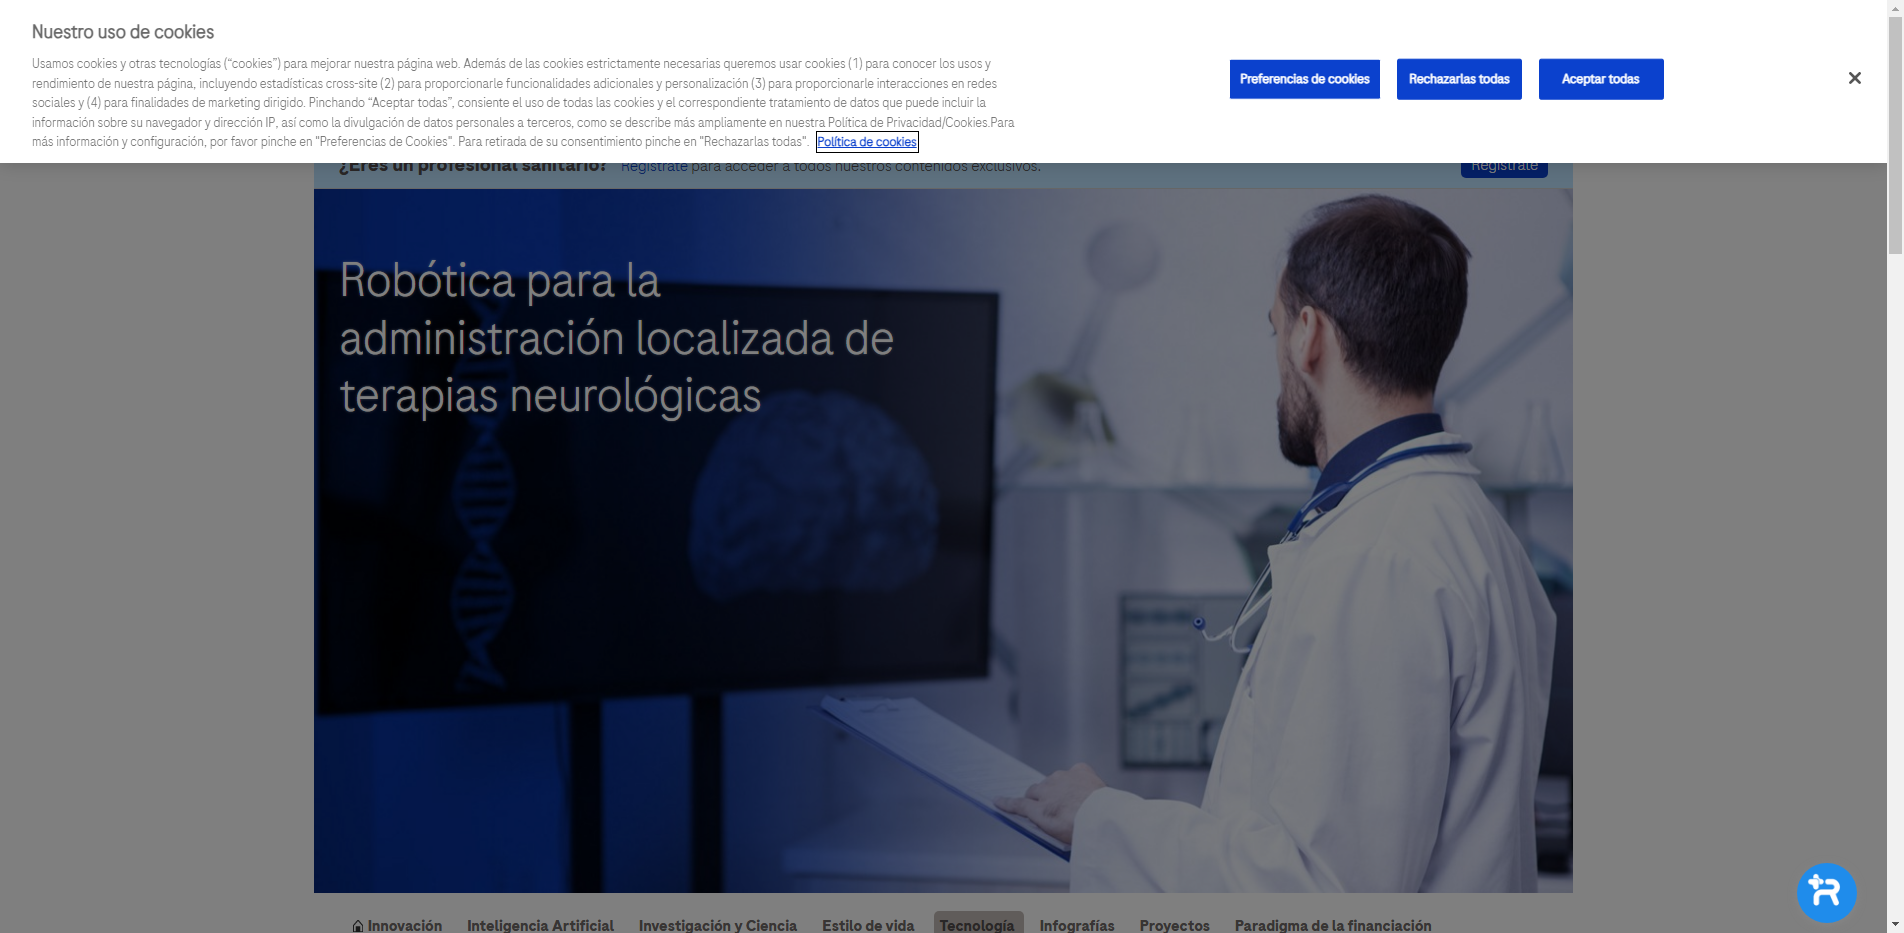 Nuestro uso de cookies
Usamos cookies y otras tecnologías (“cookies”) para mejorar nuestra página web. Además de las cookies estrictamente necesarias queremos usar cookies (1) para conocer los usos y
rendimiento de nuestra página, incluyendo estadísticas cross-site (2) para proporcionarle funcionalidades adicionales y personalización (3) para proporcionarle interacciones en redes
sociales y (4) para finalidades de marketing dirigido. Pinchando “Aceptar todas”, consiente el uso de todas las cookies y el correspondiente tratamiento de datos que puede incluir la
información sobre su navegador y dirección IP, así como la divulgación de datos personales a terceros, como se describe más ampliamente en nuestra Política de Privacidad/Cookies.Para
más información y configuración, por favor pinche en "Preferencias de Cookies". Para retirada de su consentimiento pinche en "Rechazarlas todas". Política de cookies
Preferencias de cookies
Rechazarlas todas
Aceptar todas
¿Eres un profesional sanitario? Regístrate para acceder a todos nuestros contenidos exclusivos.
Regístrate
Robótica para la
administración localizada de
terapias neurológicas
Innovación Inteligencia Artificial Investigación y Ciencia Estilo de vida Tecnología Infografías Proyectos Paradigma de la financiación